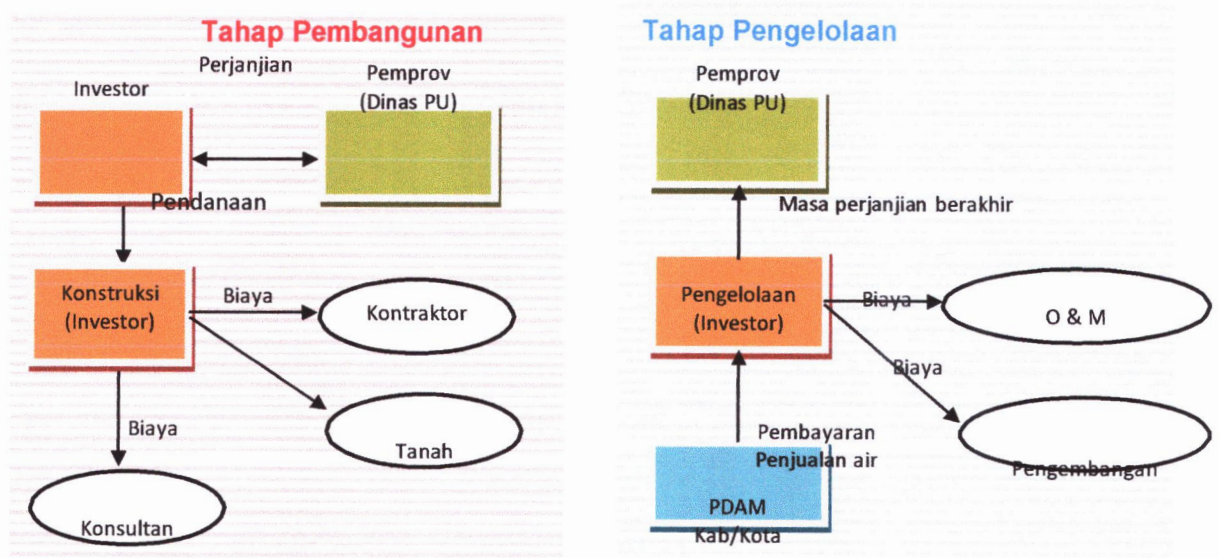 Tahap Pembangunan
Perjanjian
Investor
Pemprov
(Dinas PU)
Pendanaan
Konstruksi
(Investor)
Biaya
Kontraktor
Tanah
Biaya
Konsultan
Tahap Pengelolaan
Pemprov
(Dinas PU)
Masa perjanjian berakhir
Pengelolaan
(Investor)
Biaya
O & M
Biaya
Pengembangan
Pembayaran
Penjualan air
PDAM
Kab/Kota